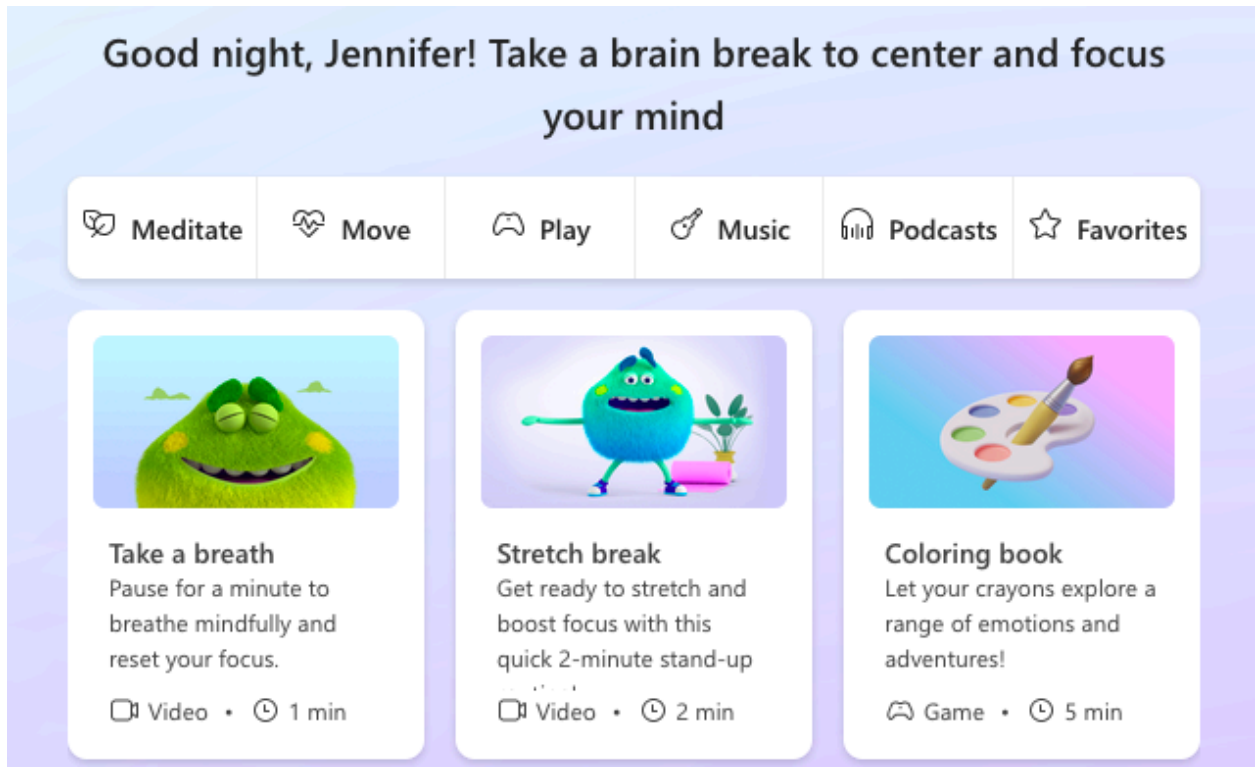 Good night, Jennifer! Take a brain break to center and focus
your mind
Meditate
Move
Play
Music
Podcasts
Favorites
Take a breath
Pause for a minute to
breathe mindfully and
reset your focus.
Video • 1 min
Stretch break
Get ready to stretch and
boost focus with this
quick 2-minute stand-up
Video • 2 min
Coloring book
Let your crayons explore a
range of emotions and
adventures!
Game • 5 min